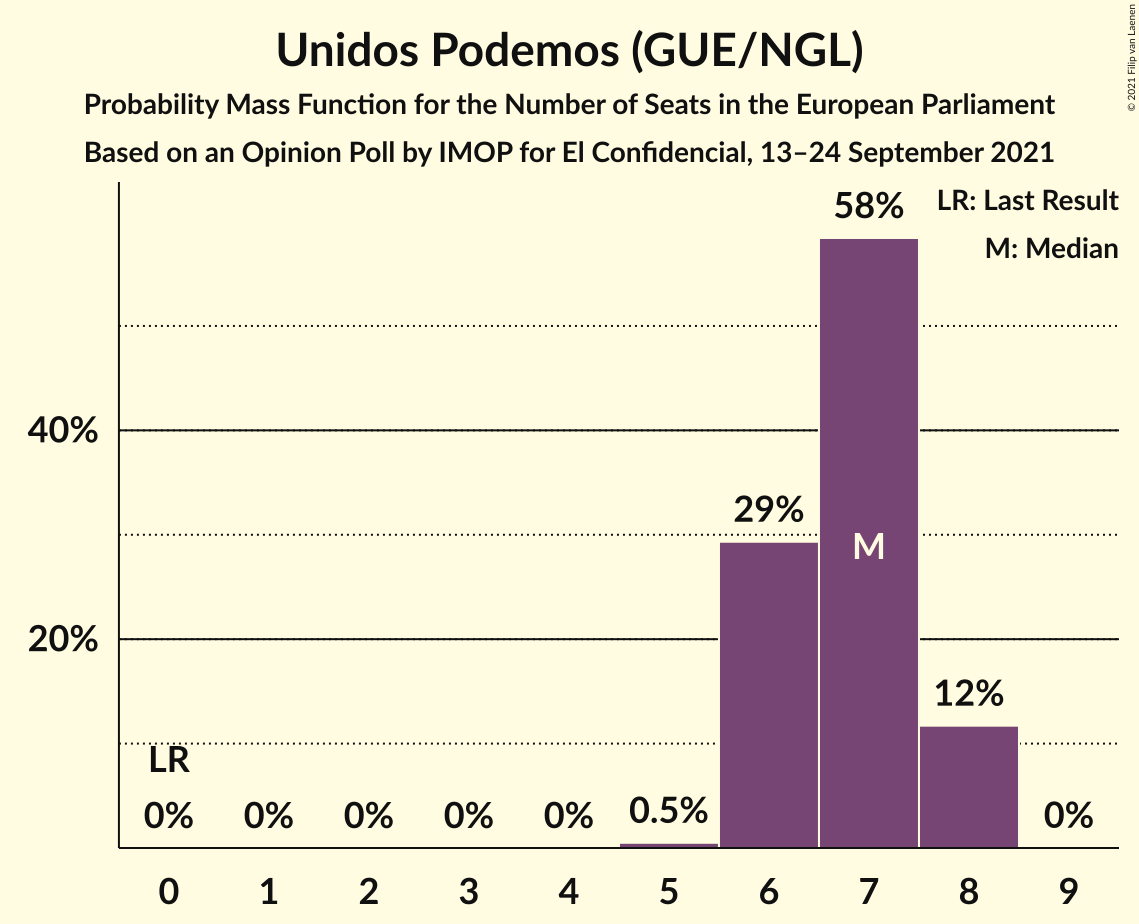 Unidos Podemos (GUE/NGL)
Probability Mass Function for the Number of Seats in the European Parliament
Based on an Opinion Poll by IMOP for El Confidencial, 13–24 September 2021
© 2021 Filip van Laenen
LR: Last Result
M: Median
58%
40%
29%
M
20%
12%
LR
0%
0%
0%
0%
0%
0.5%
0%
0 1 2 3 4 5 6 7 8 9